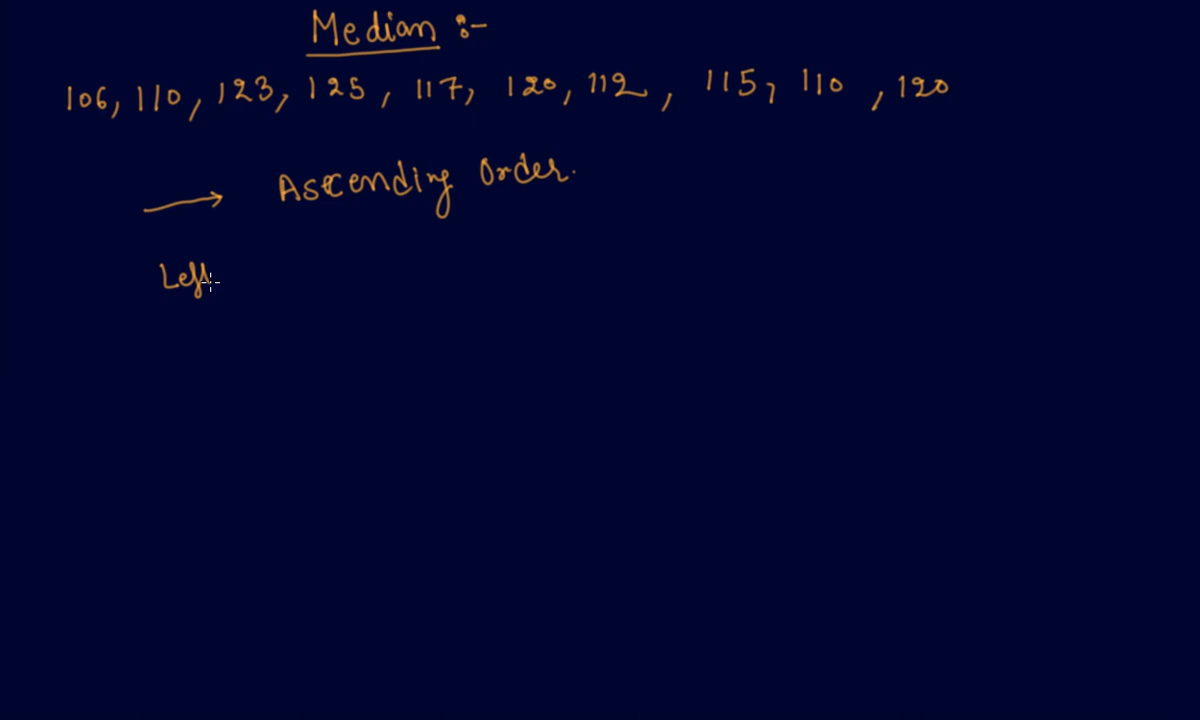 Median :-
106, 110, 123, 125, 117, 120, 112, 115, 110, 120
→ Ascending Order.
Left